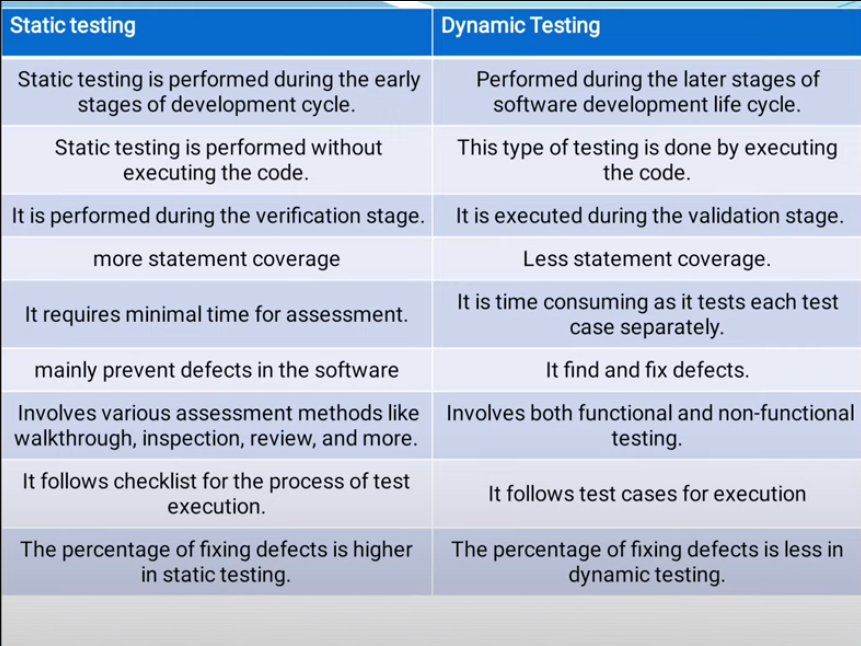 Static testing
Dynamic Testing
Static testing is performed during the early
stages of development cycle.
Performed during the later stages of
software development life cycle.
Static testing is performed without
executing the code.
This type of testing is done by executing
the code.
It is performed during the verification stage.
It is executed during the validation stage.
more statement coverage
Less statement coverage.
It requires minimal time for assessment.
It is time consuming as it tests each test
case separately.
mainly prevent defects in the software
It find and fix defects.
Involves various assessment methods like
walkthrough, inspection, review, and more.
Involves both functional and non-functional
testing.
It follows checklist for the process of test
execution.
It follows test cases for execution
The percentage of fixing defects is higher
in static testing.
The percentage of fixing defects is less in
dynamic testing.